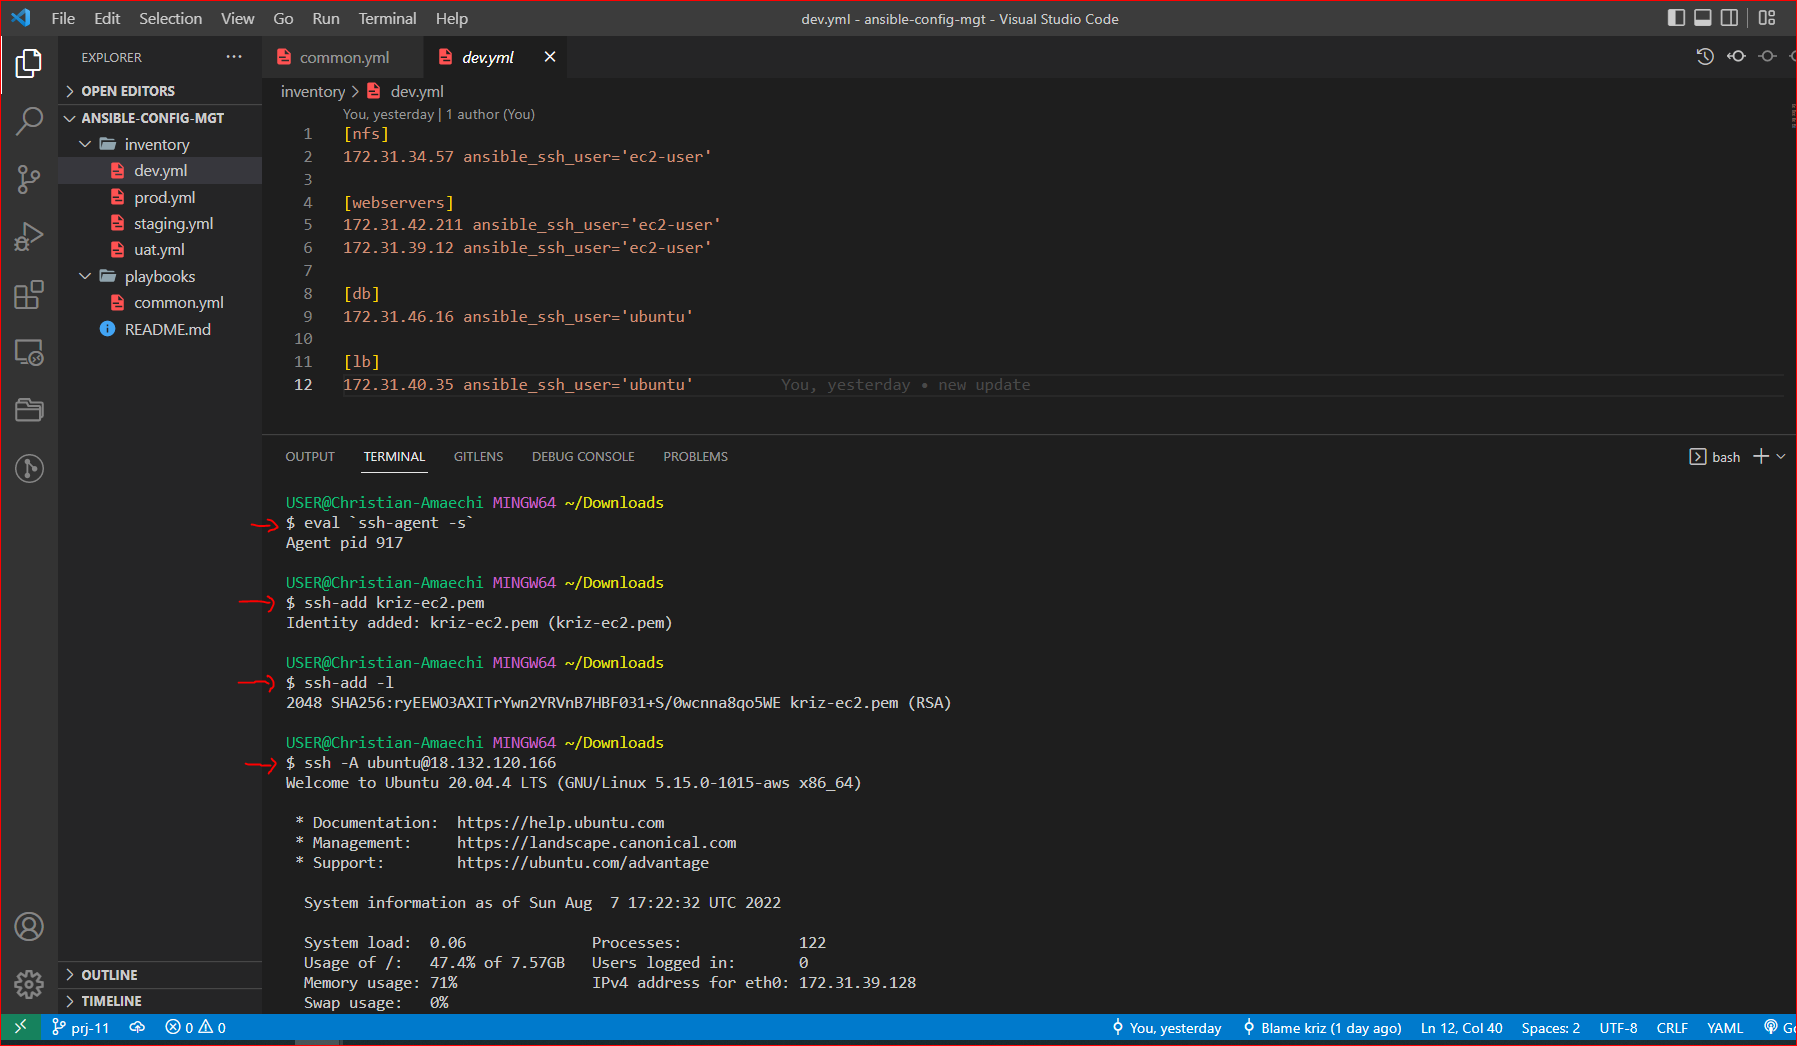 File Edit Selection View Go Run Terminal Help
dev.yml - ansible-config-mgt - Visual Studio Code
EXPLORER
OPEN EDITORS
ANSIBLE-CONFIG-MGT
inventory
dev.yml
prod.yml
staging.yml
uat.yml
playbooks
common.yml
README.md
OUTLINE
TIMELINE
common.yml
dev.yml
inventory > dev.yml
You, yesterday | 1 author (You)
1 [nfs]
2 172.31.34.57 ansible_ssh_user='ec2-user'
3
4 [webservers]
5 172.31.42.211 ansible_ssh_user='ec2-user'
6 172.31.39.12 ansible_ssh_user='ec2-user'
7
8 [db]
9 172.31.46.16 ansible_ssh_user='ubuntu'
10
11 [lb]
12 172.31.40.35 ansible_ssh_user='ubuntu' You, yesterday • new update
OUTPUT TERMINAL GITLENS DEBUG CONSOLE PROBLEMS
bash
USER@Christian-Amaechi MINGW64 ~/Downloads
$ eval `ssh-agent -s`
Agent pid 917
USER@Christian-Amaechi MINGW64 ~/Downloads
$ ssh-add kriz-ec2.pem
Identity added: kriz-ec2.pem (kriz-ec2.pem)
USER@Christian-Amaechi MINGW64 ~/Downloads
$ ssh-add -l
2048 SHA256:ryEEWO3AXITrYwn2YRVnB7HBF031+S/0wcnna8qo5WE kriz-ec2.pem (RSA)
USER@Christian-Amaechi MINGW64 ~/Downloads
$ ssh -A ubuntu@18.132.120.166
Welcome to Ubuntu 20.04.4 LTS (GNU/Linux 5.15.0-1015-aws x86_64)
* Documentation: https://help.ubuntu.com
* Management: https://landscape.canonical.com
* Support: https://ubuntu.com/advantage
System information as of Sun Aug 7 17:22:32 UTC 2022
System load: 0.06 Processes: 122
Usage of /: 47.4% of 7.57GB Users logged in: 0
Memory usage: 71% IPv4 address for eth0: 172.31.39.128
Swap usage: 0%
prj-11 0 0 You, yesterday Blame kriz (1 day ago) Ln 12, Col 40 Spaces: 2 UTF-8 CRLF YAML